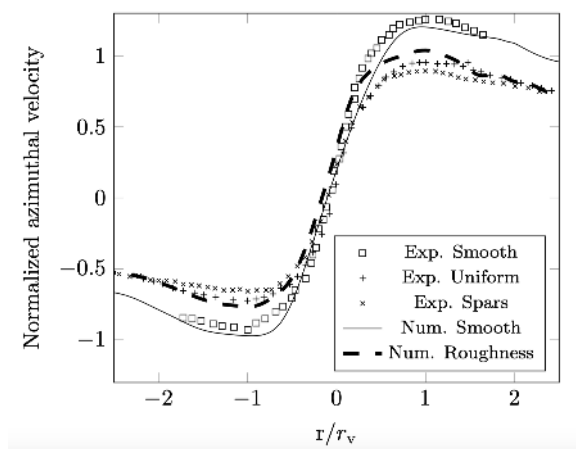 Normalized azimuthal velocity
1
0.5
0
−0.5
−1
−2
−1
0
1
2
r/r_v
Exp. Smooth
Exp. Uniform
Exp. Spars
Num. Smooth
Num. Roughness